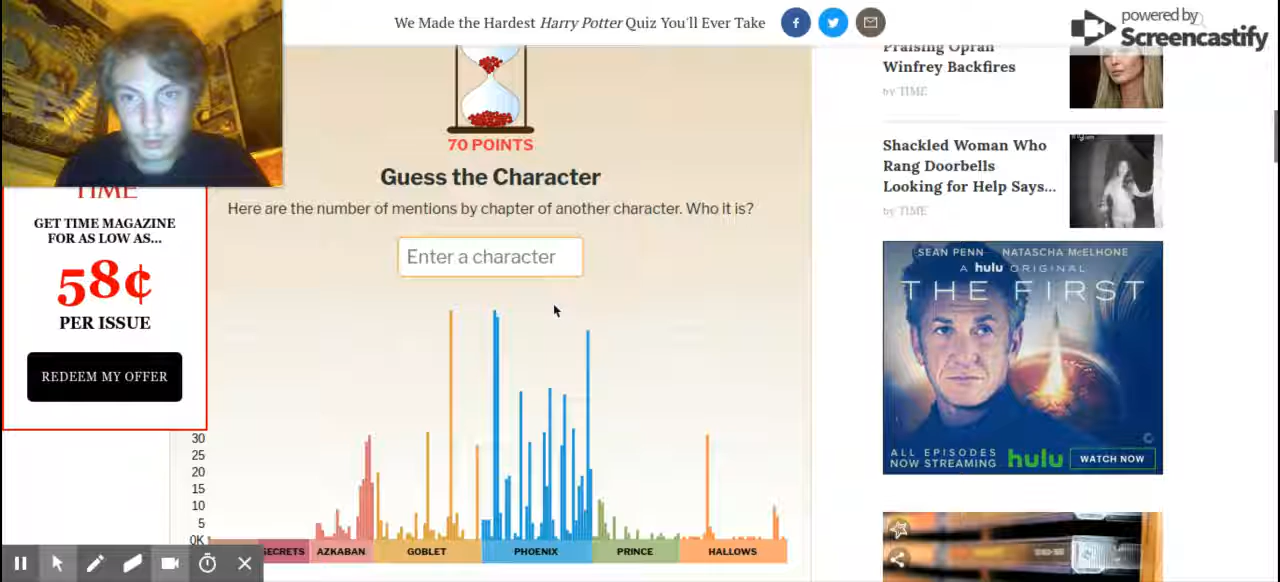 We Made the Hardest Harry Potter Quiz You'll Ever Take
powered by
Screencastify
Praising Oprah
Winfrey Backfires
by TIME
70 POINTS
Guess the Character
Here are the number of mentions by chapter of another character. Who it is?
Enter a character
Shackled Woman Who
Rang Doorbells
Looking for Help Says...
by TIME
TIME
GET TIME MAGAZINE
FOR AS LOW AS...
58¢
PER ISSUE
REDEEM MY OFFER
SEAN PENN NATASCHA McELHONE
A hulu ORIGINAL
THE FIRST
ALL EPISODES
NOW STREAMING
hulu
WATCH NOW
30
25
20
15
10
5
0K
SECRETS
AZKABAN
GOBLET
PHOENIX
PRINCE
HALLOWS